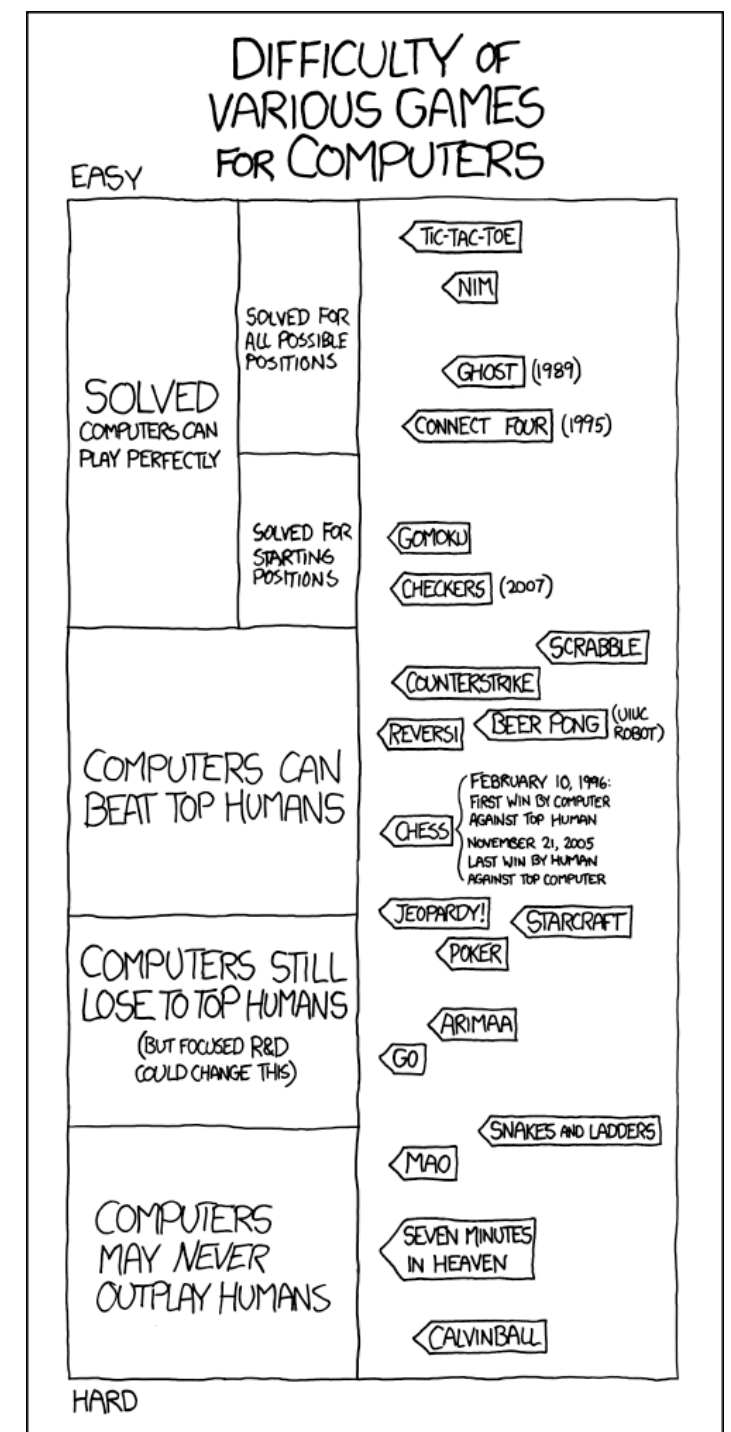 DIFFICULTY OF
VARIOUS GAMES
FOR COMPUTERS
EASY
SOLVED
COMPUTERS CAN
PLAY PERFECTLY
SOLVED FOR
ALL POSSIBLE
POSITIONS
TIC-TAC-TOE
NIM
GHOST (1989)
CONNECT FOUR (1995)
SOLVED FOR
STARTING
POSITIONS
GOMOKU
CHECKERS (2007)
COMPUTERS CAN
BEAT TOP HUMANS
SCRABBLE
COUNTERSTRIKE
REVERSI
BEER PONG (UIUC
ROBOT)
CHESS
FEBRUARY 10, 1996:
FIRST WIN BY COMPUTER
AGAINST TOP HUMAN
NOVEMBER 21, 2005
LAST WIN BY HUMAN
AGAINST TOP COMPUTER
JEOPARDY!
COMPUTERS STILL
LOSE TO TOP HUMANS
(BUT FOCUSED R&D
COULD CHANGE THIS)
STARCRAFT
POKER
ARIMAA
GO
COMPUTERS
MAY NEVER
OUTPLAY HUMANS
SNAKES AND LADDERS
MAO
SEVEN MINUTES
IN HEAVEN
CALVINBALL
HARD